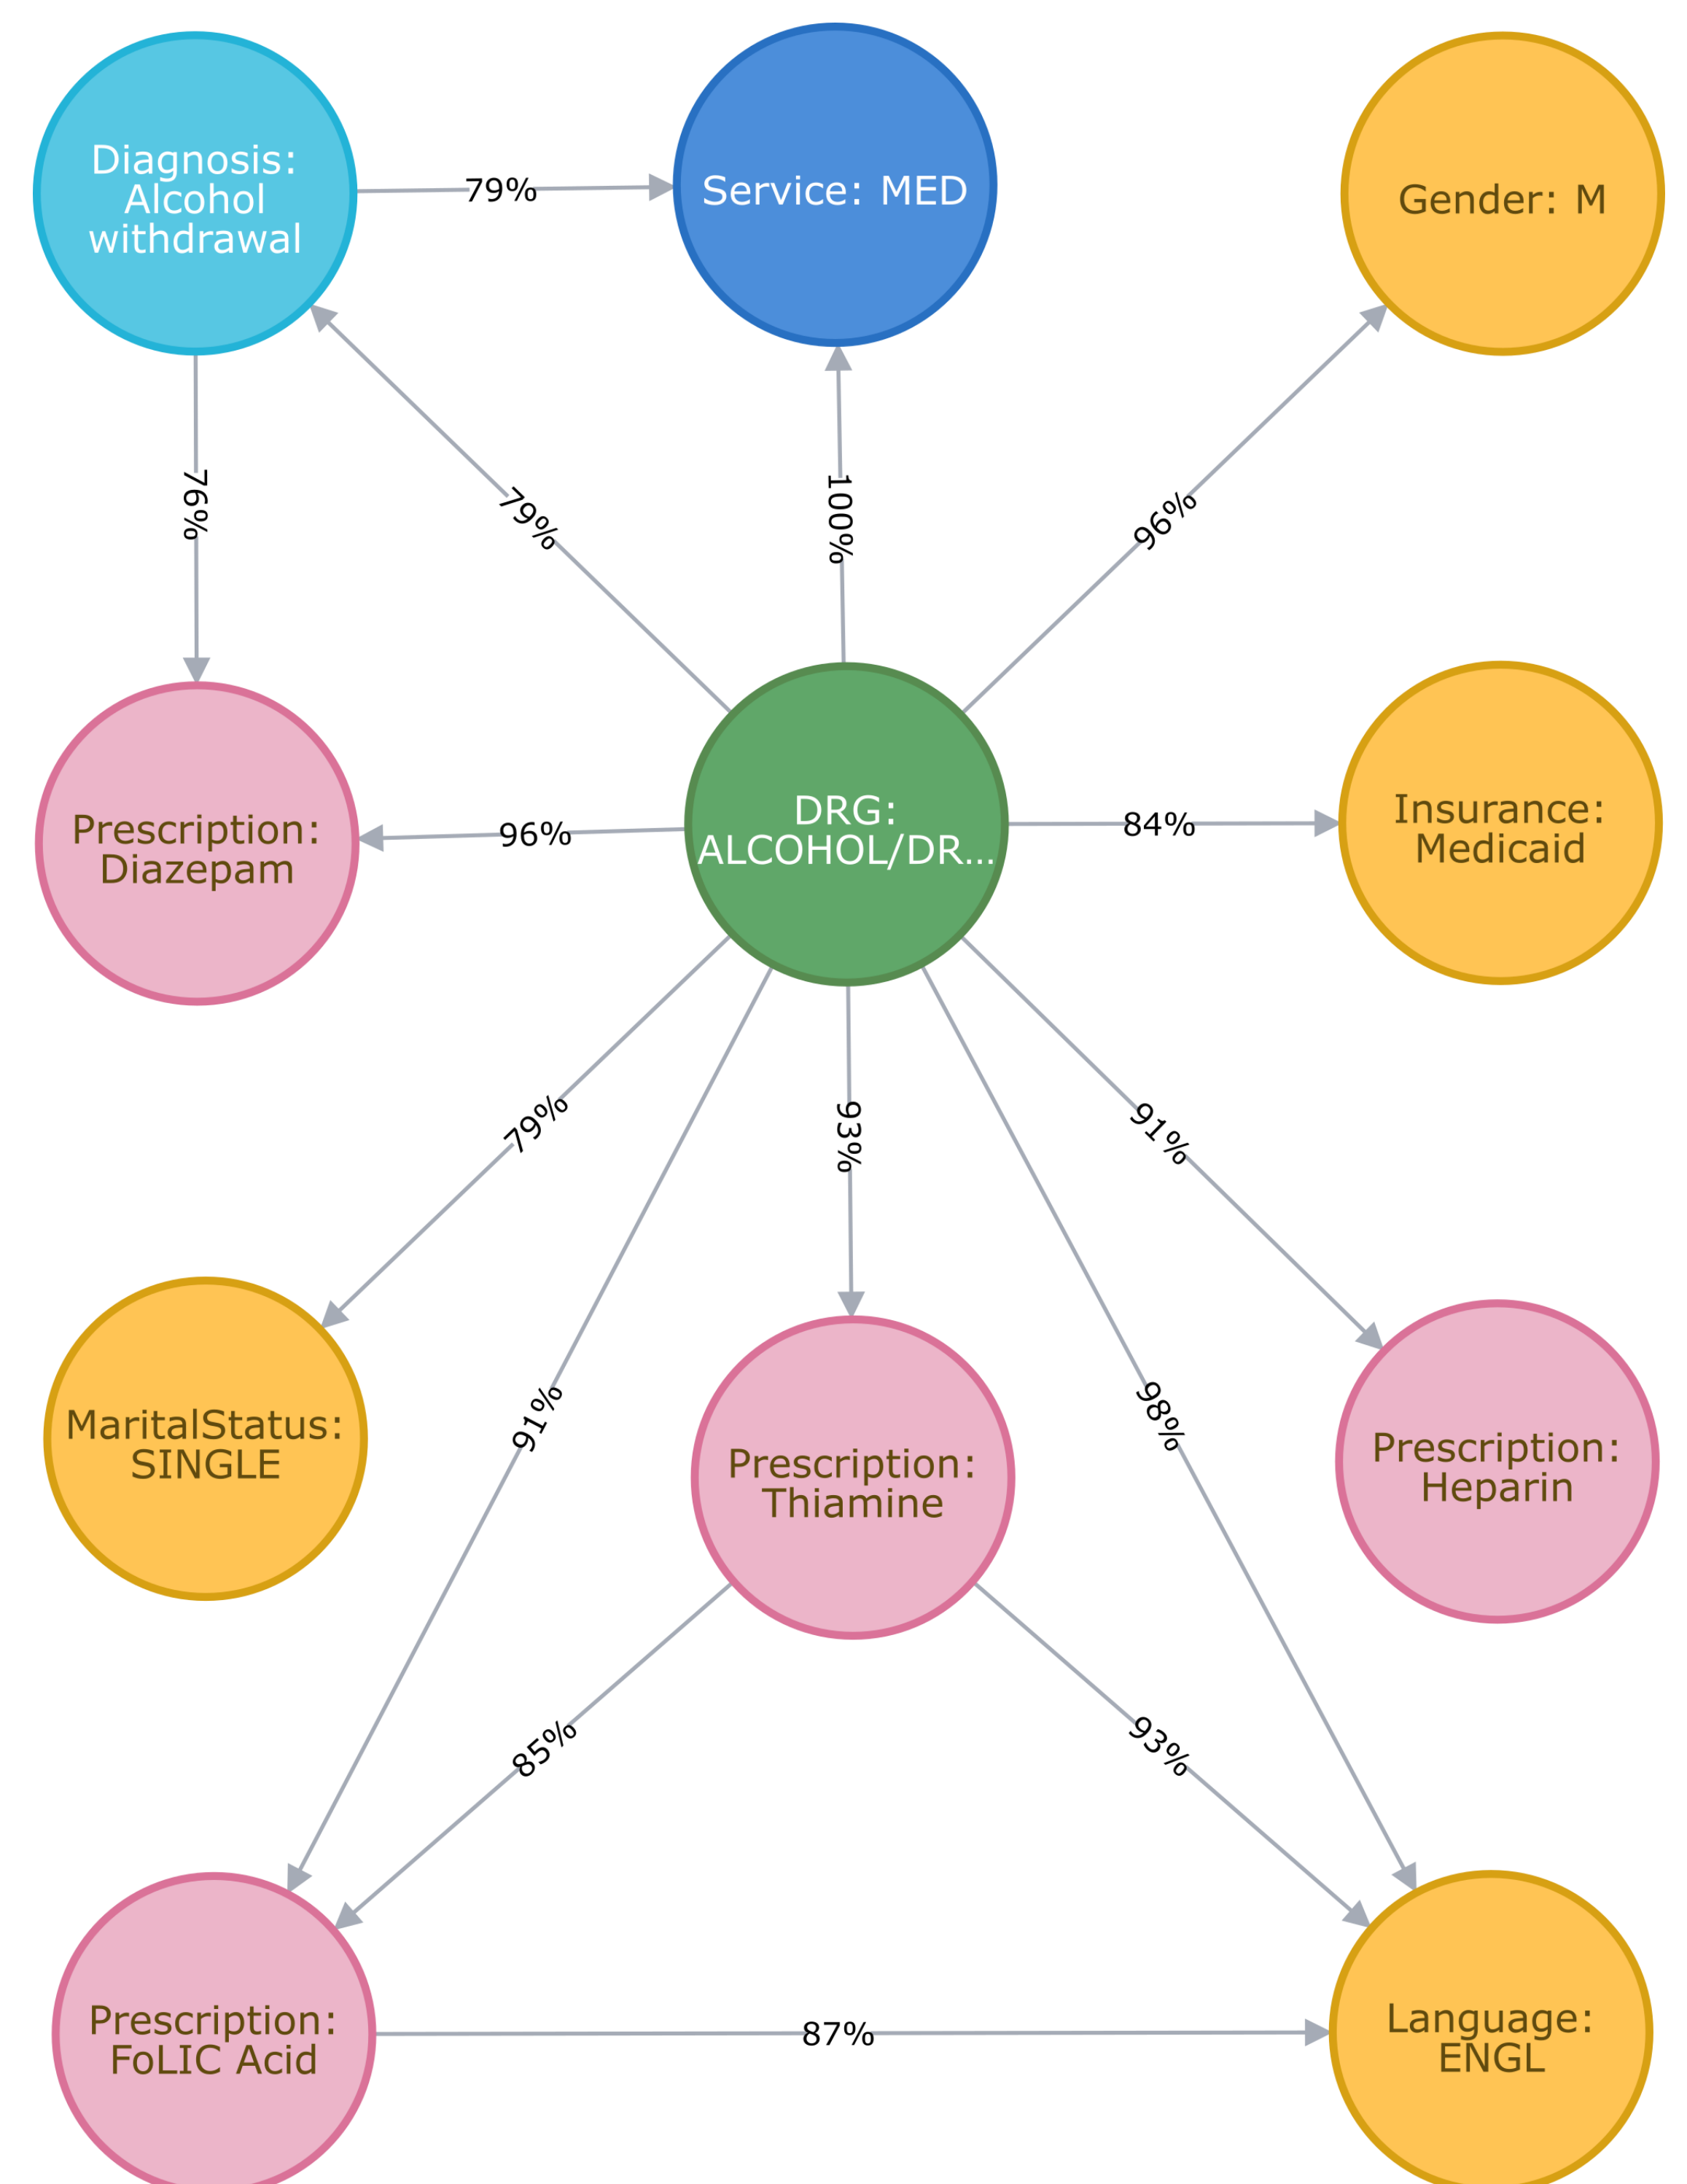 Diagnosis:
Alcohol
withdrawal
79%
Service: MED
Gender: M
76%
79%
100%
96%
Prescription:
Diazepam
96%
DRG:
ALCOHOL/DR...
84%
Insurance:
Medicaid
79%
93%
91%
MaritalStatus:
SINGLE
91%
98%
Prescription:
Thiamine
Prescription:
Heparin
85%
93%
Prescription:
FoLIC Acid
87%
Language:
ENGL